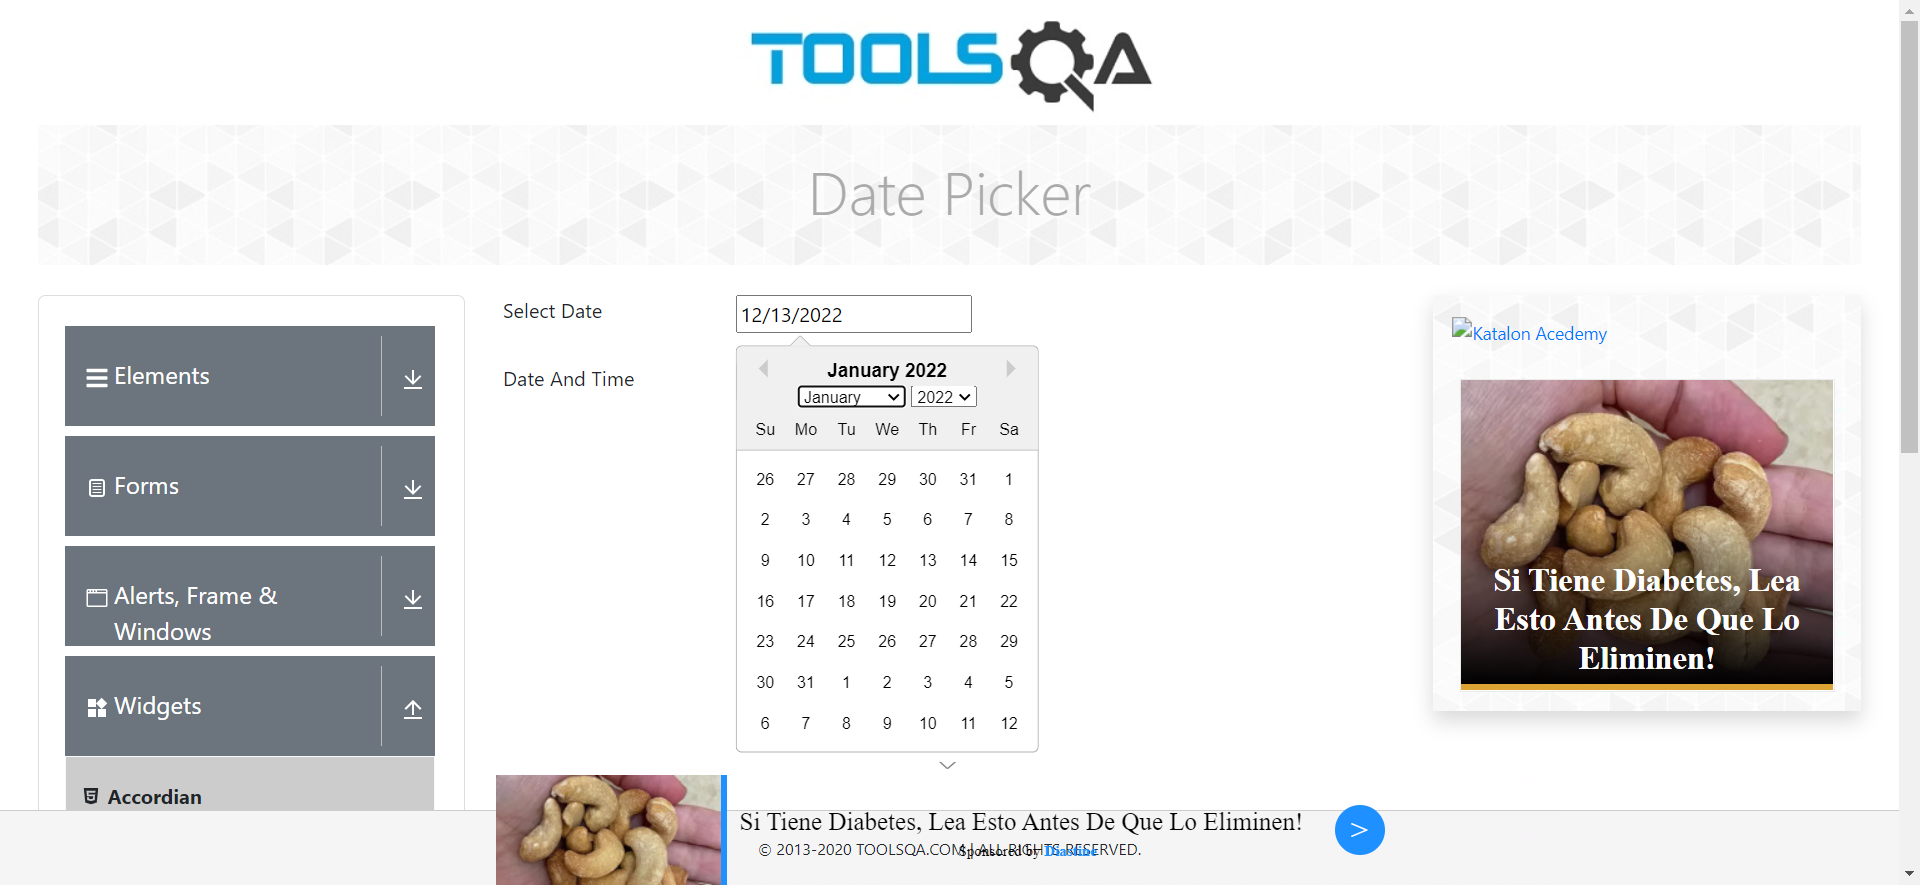 TOOLSQA
Date Picker
Elements
Forms
Alerts, Frame &
Windows
Widgets
Accordian
Select Date
12/13/2022
Date And Time
January 2022
January 2022
Su Mo Tu We Th Fr Sa
26 27 28 29 30 31 1
2 3 4 5 6 7 8
9 10 11 12 13 14 15
16 17 18 19 20 21 22
23 24 25 26 27 28 29
30 31 1 2 3 4 5
6 7 8 9 10 11 12
Katalon Acedemy
Si Tiene Diabetes, Lea
Esto Antes De Que Lo
Eliminen!
Si Tiene Diabetes, Lea Esto Antes De Que Lo Eliminen!
>
© 2013-2020 TOOLSQA.COM | ALL RIGHTS RESERVED.
Sponsored by